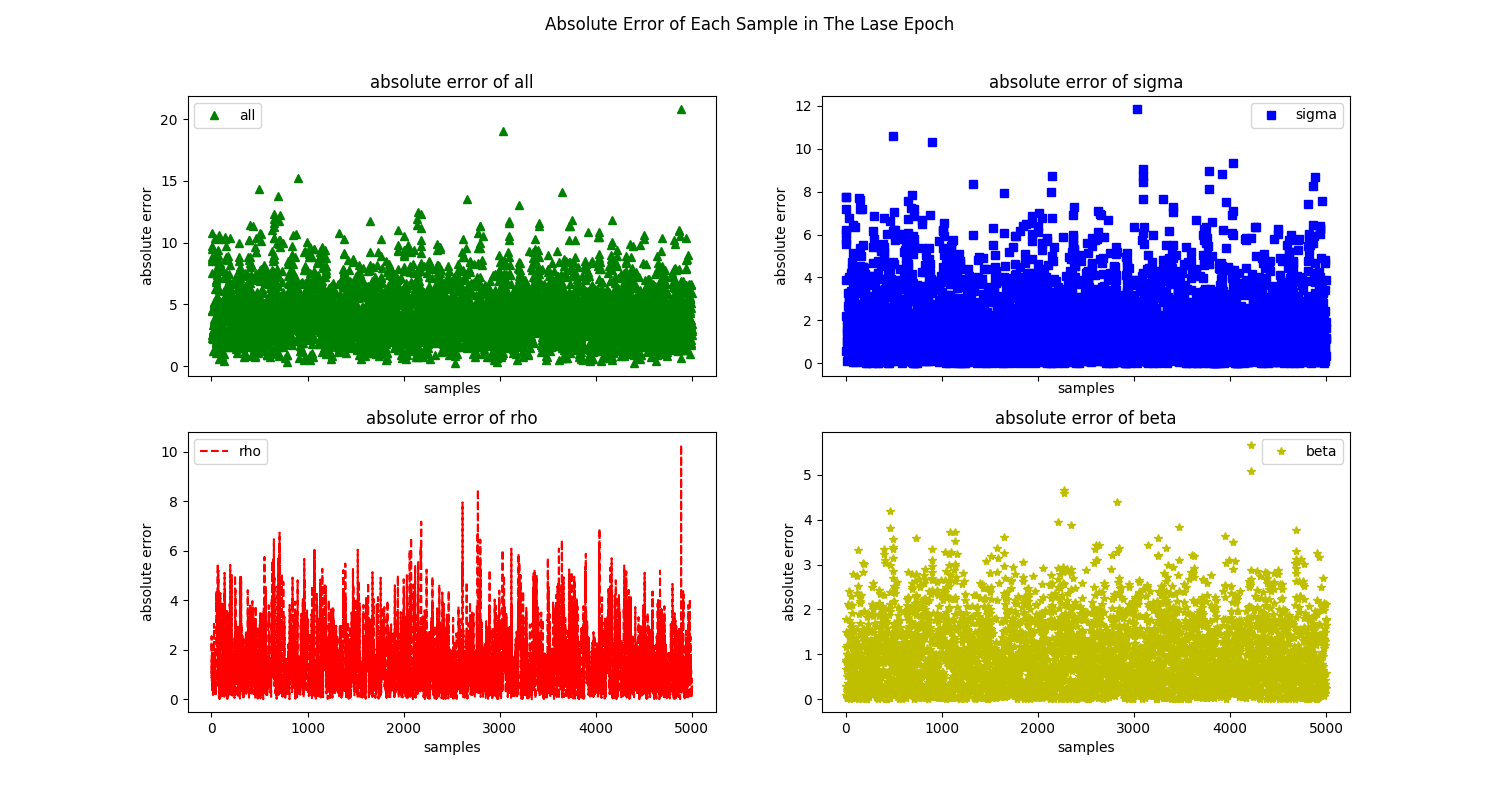 Absolute Error of Each Sample in The Lase Epoch
absolute error of all
all
20
15
10
5
0
absolute error
samples
absolute error of sigma
sigma
12
10
8
6
4
2
0
absolute error
samples
absolute error of rho
rho
10
8
6
4
2
0
absolute error
0 1000 2000 3000 4000 5000
samples
absolute error of beta
beta
5
4
3
2
1
0
absolute error
0 1000 2000 3000 4000 5000
samples